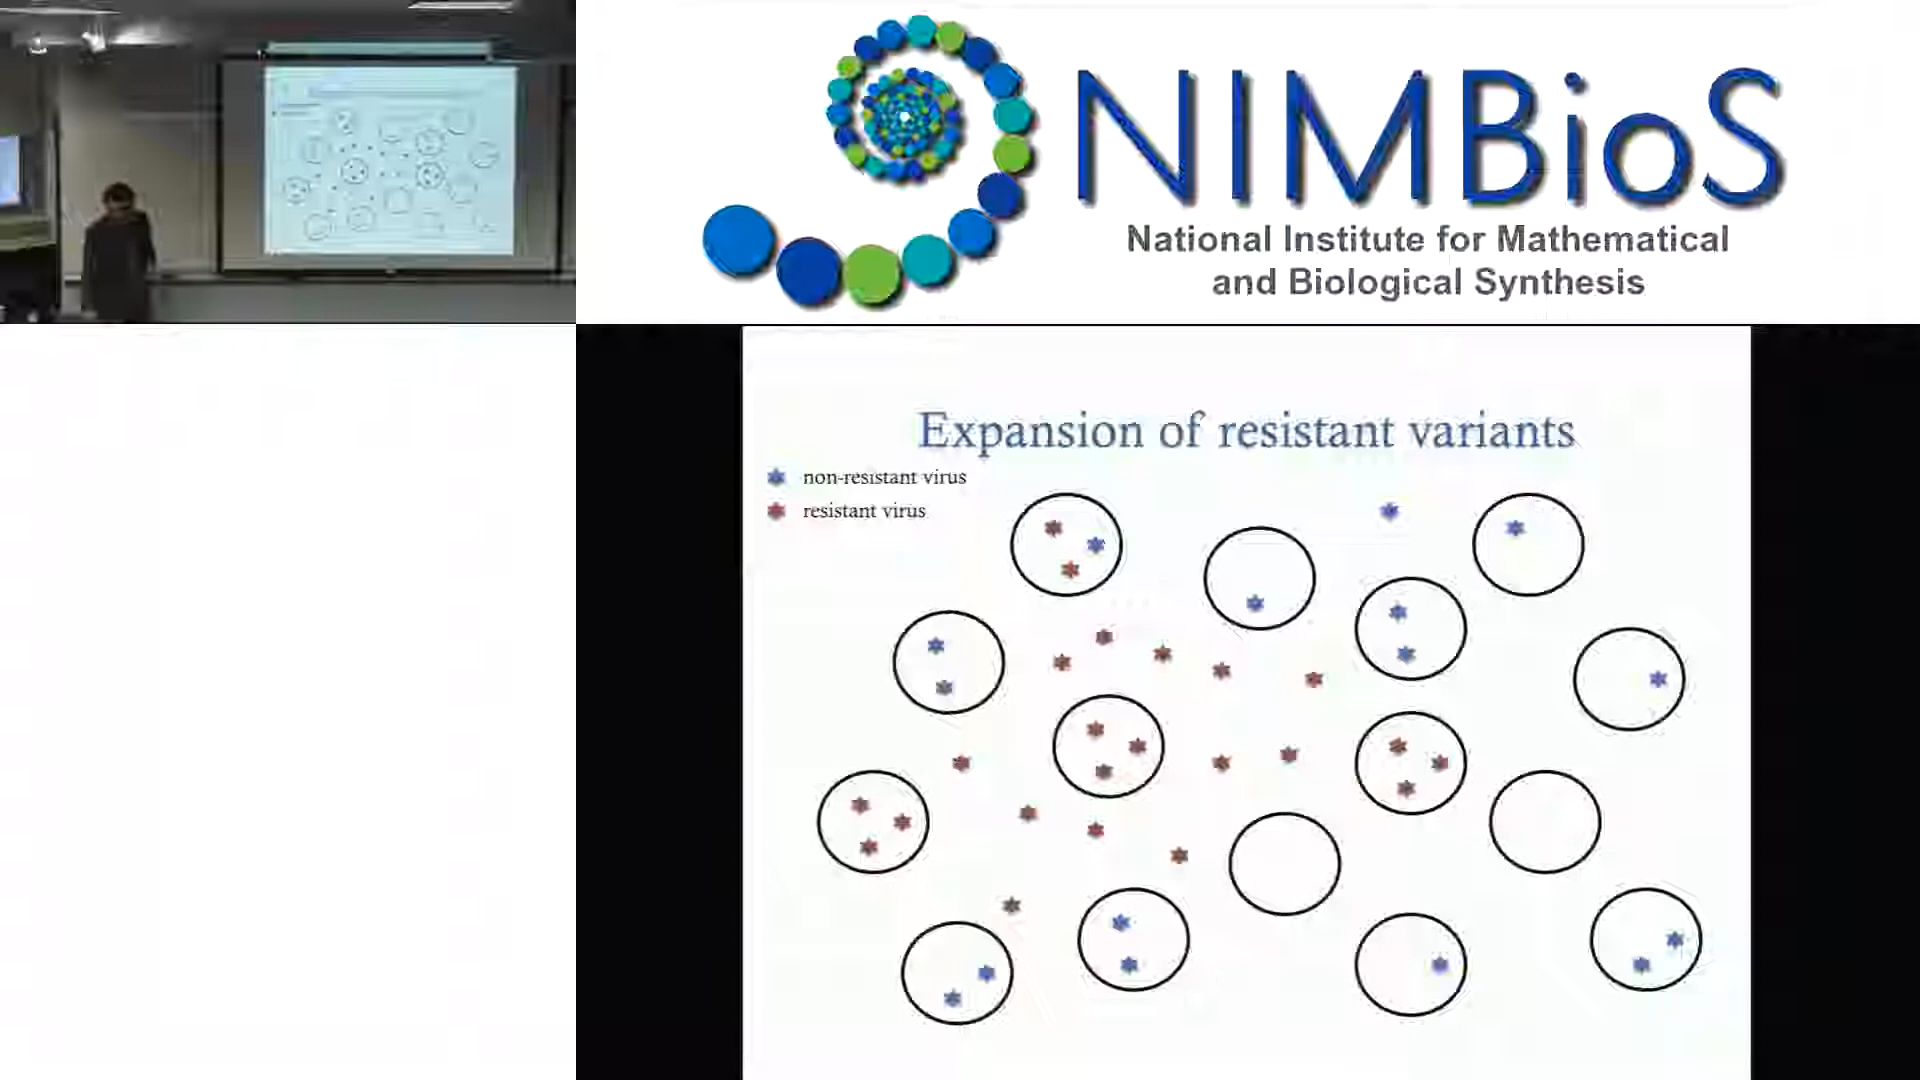 NIMBioS
National Institute for Mathematical
and Biological Synthesis
Expansion of resistant variants
non-resistant virus
resistant virus